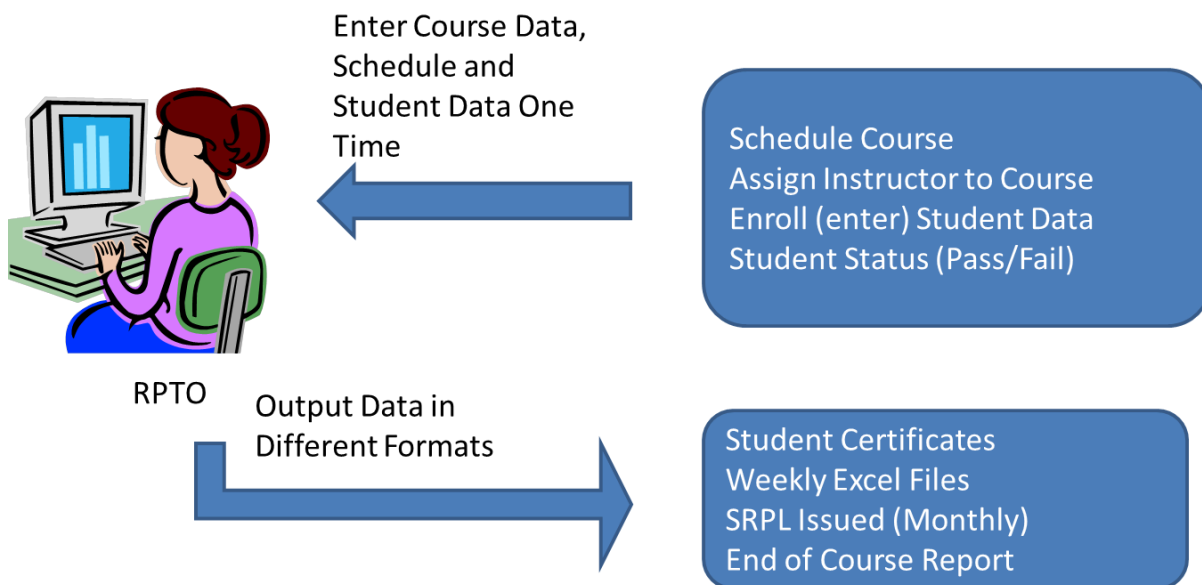 Enter Course Data,
Schedule and
Student Data One
Time
Schedule Course
Assign Instructor to Course
Enroll (enter) Student Data
Student Status (Pass/Fail)
RPTO
Output Data in
Different Formats
Student Certificates
Weekly Excel Files
SRPL Issued (Monthly)
End of Course Report